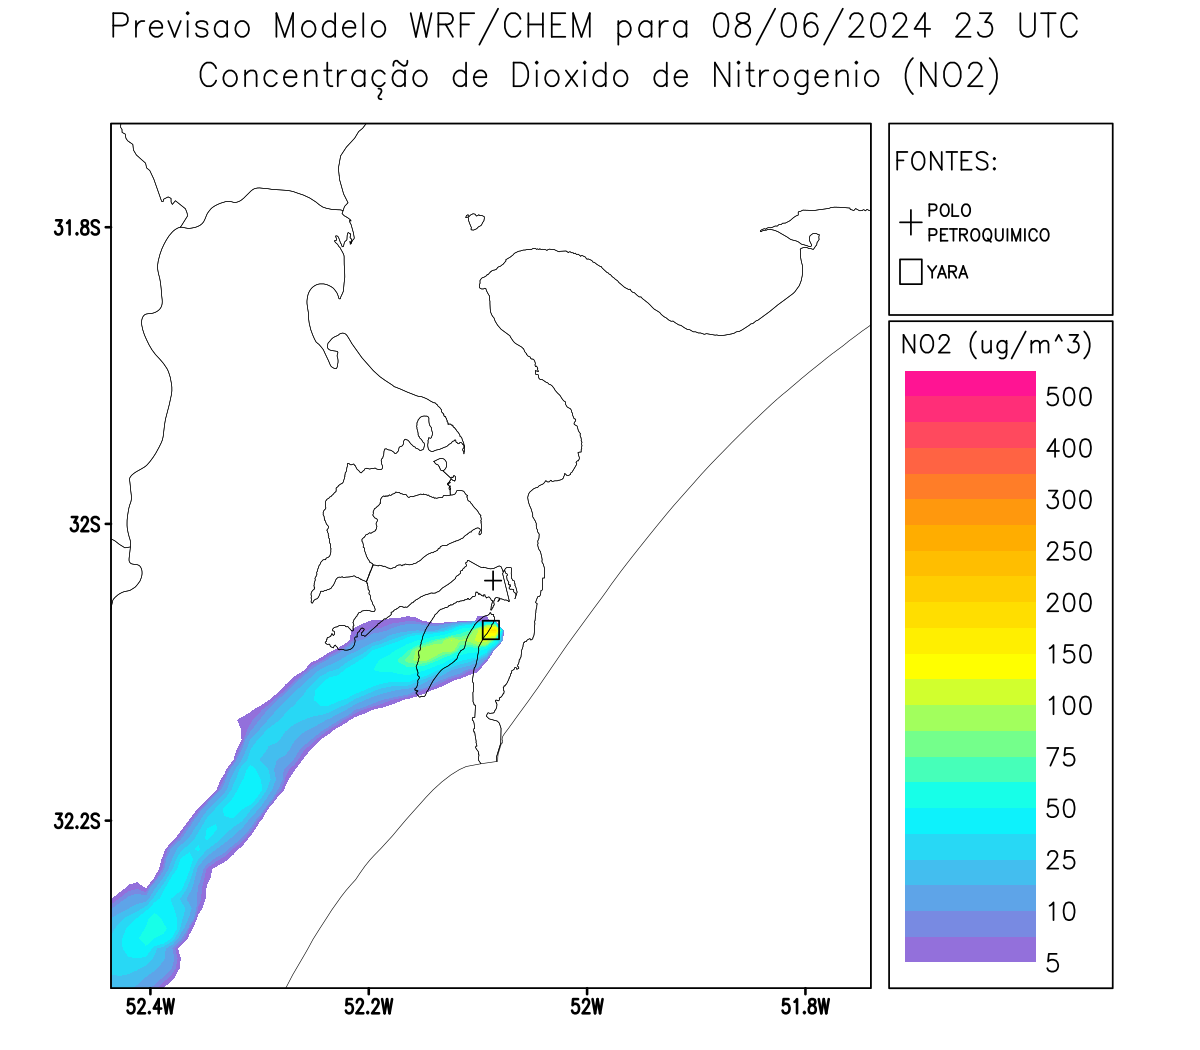 Previsao Modelo WRF/CHEM para 08/06/2024 23 UTC
Concentração de Dioxido de Nitrogenio (NO2)
FONTES:
POLO
PETROQUIMICO
YARA
NO2 (ug/m^3)
500
400
300
250
200
150
100
75
50
25
10
5
31.8S
32S
32.2S
52.4W
52.2W
52W
51.8W